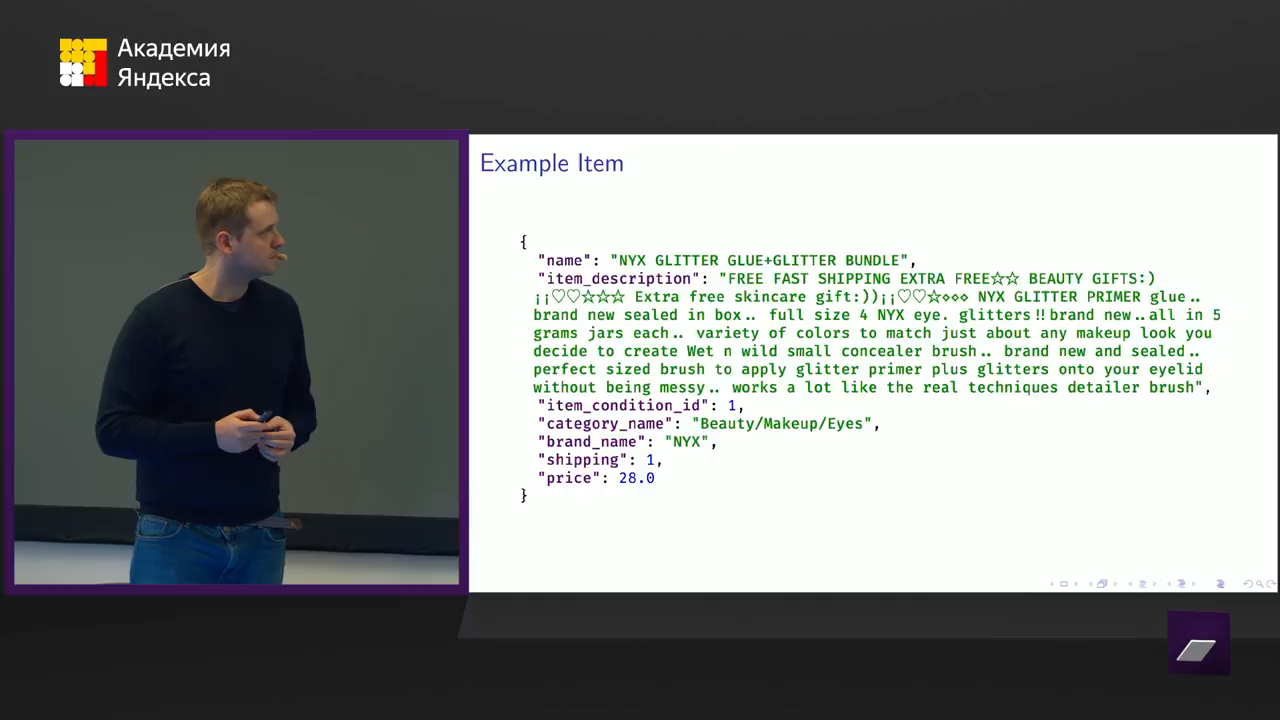 Академия
Яндекса
Example Item
{
"name": "NYX GLITTER GLUE+GLITTER BUNDLE",
"item_description": "FREE FAST SHIPPING EXTRA FREE☆☆ BEAUTY GIFTS:)
¡¡♡♡☆☆☆ Extra free skincare gift:))¡¡♡♡☆⋄⋄⋄ NYX GLITTER PRIMER glue..
brand new sealed in box.. full size 4 NYX eye. glitters!!brand new..all in 5
grams jars each.. variety of colors to match just about any makeup look you
decide to create Wet n wild small concealer brush.. brand new and sealed..
perfect sized brush to apply glitter primer plus glitters onto your eyelid
without being messy.. works a lot like the real techniques detailer brush",
"item_condition_id": 1,
"category_name": "Beauty/Makeup/Eyes",
"brand_name": "NYX",
"shipping": 1,
"price": 28.0
}